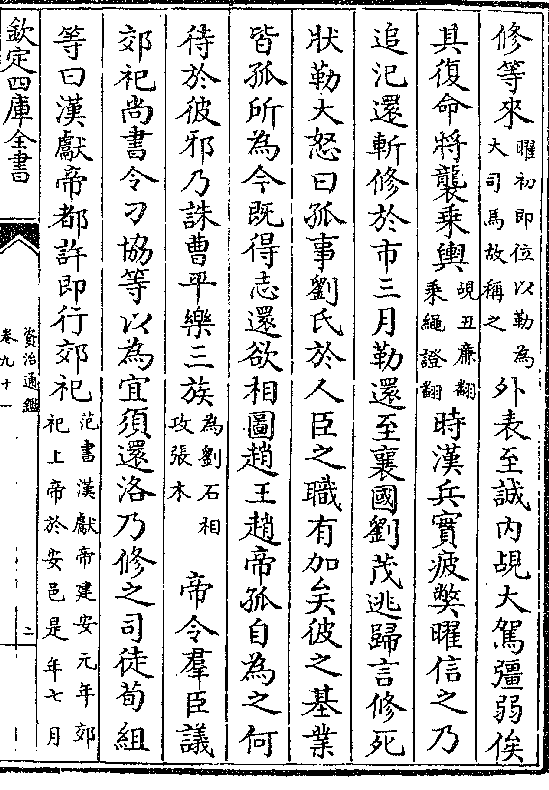 修等來曜初即位以勒為大司馬故稱之外表至誠内覘大駕彊弱俟
其復命將襲乘輿覘丑亷翻乘繩證翻時漢兵實疲弊曜信之乃
追汜還斬修於市三月勒還至襄國劉茂逃歸言修死
狀勒大怒曰孤事劉氏於人臣之職有加矣彼之基業
皆孤所為今既得志還欲相圖趙王趙帝孤自為之何
待於彼邪乃誅曹平樂三族為劉石相攻張本 帝令羣臣議
郊祀尚書令刁協等以為宜須還洛乃修之司徒荀組
等曰漢獻帝都許即行郊祀范書漢獻帝建安元年郊祀上帝於安邑是年七月
欽定四庫全書
資治通鑑
卷九十一
二